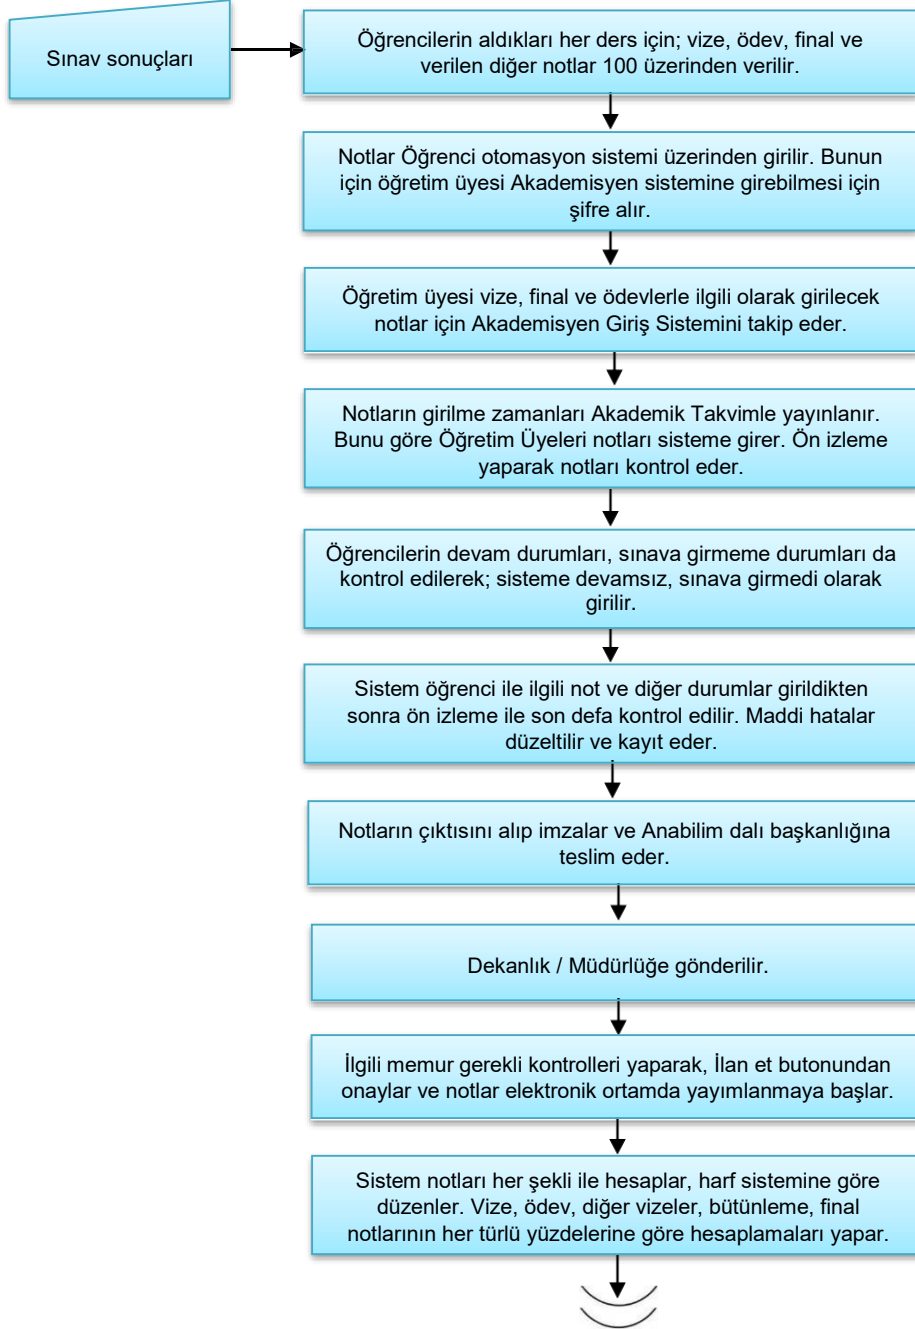 Sınav sonuçları
Öğrencilerin aldıkları her ders için; vize, ödev, final ve
verilen diğer notlar 100 üzerinden verilir.
Notlar Öğrenci otomasyon sistemi üzerinden girilir. Bunun
için öğretim üyesi Akademisyen sistemine girebilmesi için
şifre alır.
Öğretim üyesi vize, final ve ödevlerle ilgili olarak girilecek
notlar için Akademisyen Giriş Sistemini takip eder.
Notların girilme zamanları Akademik Takvimle yayınlanır.
Bunu göre Öğretim Üyeleri notları sisteme girer. Ön izleme
yaparak notları kontrol eder.
Öğrencilerin devam durumları, sınava girmeme durumları da
kontrol edilerek; sisteme devamsız, sınava girmedi olarak
girilir.
Sistem öğrenci ile ilgili not ve diğer durumlar girildikten
sonra ön izleme ile son defa kontrol edilir. Maddi hatalar
düzeltilir ve kayıt eder.
Notların çıktısını alıp imzalar ve Anabilim dalı başkanlığına
teslim eder.
Dekanlık / Müdürlüğe gönderilir.
İlgili memur gerekli kontrolleri yaparak, İlan et butonundan
onaylar ve notlar elektronik ortamda yayımlanmaya başlar.
Sistem notları her şekli ile hesaplar, harf sistemine göre
düzenler. Vize, ödev, diğer vizeler, bütünleme, final
notlarının her türlü yüzdelerine göre hesaplamaları yapar.